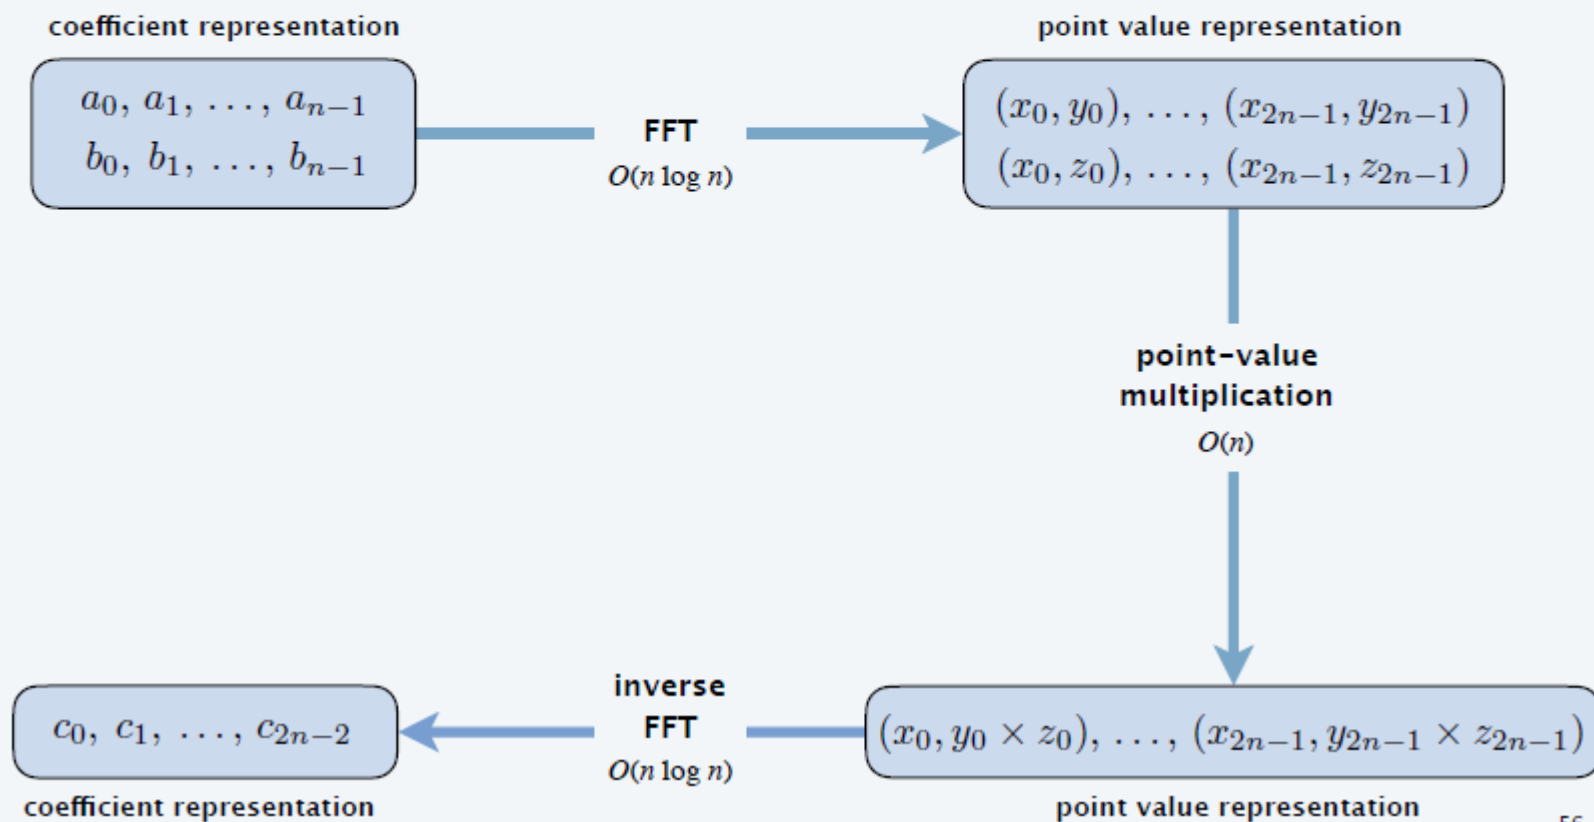 coefficient representation
a₀, a₁, …, aₙ₋₁
b₀, b₁, …, bₙ₋₁
FFT
O(n log n)
point value representation
(x₀, y₀), …, (x₂ₙ₋₁, y₂ₙ₋₁)
(x₀, z₀), …, (x₂ₙ₋₁, z₂ₙ₋₁)
point-value
multiplication
O(n)
(x₀, y₀ × z₀), …, (x₂ₙ₋₁, y₂ₙ₋₁ × z₂ₙ₋₁)
point value representation
inverse
FFT
O(n log n)
c₀, c₁, …, c₂ₙ₋₂
coefficient representation